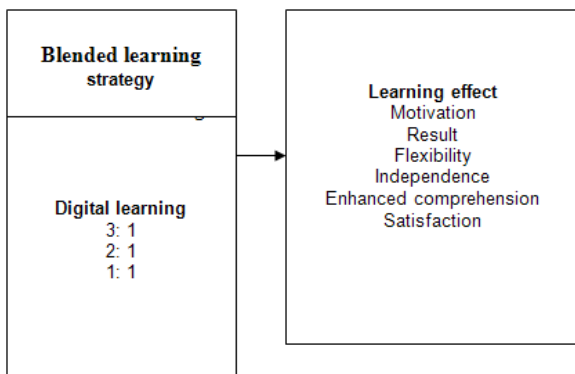 Blended learning
strategy
Digital learning
3: 1
2: 1
1: 1
Learning effect
Motivation
Result
Flexibility
Independence
Enhanced comprehension
Satisfaction